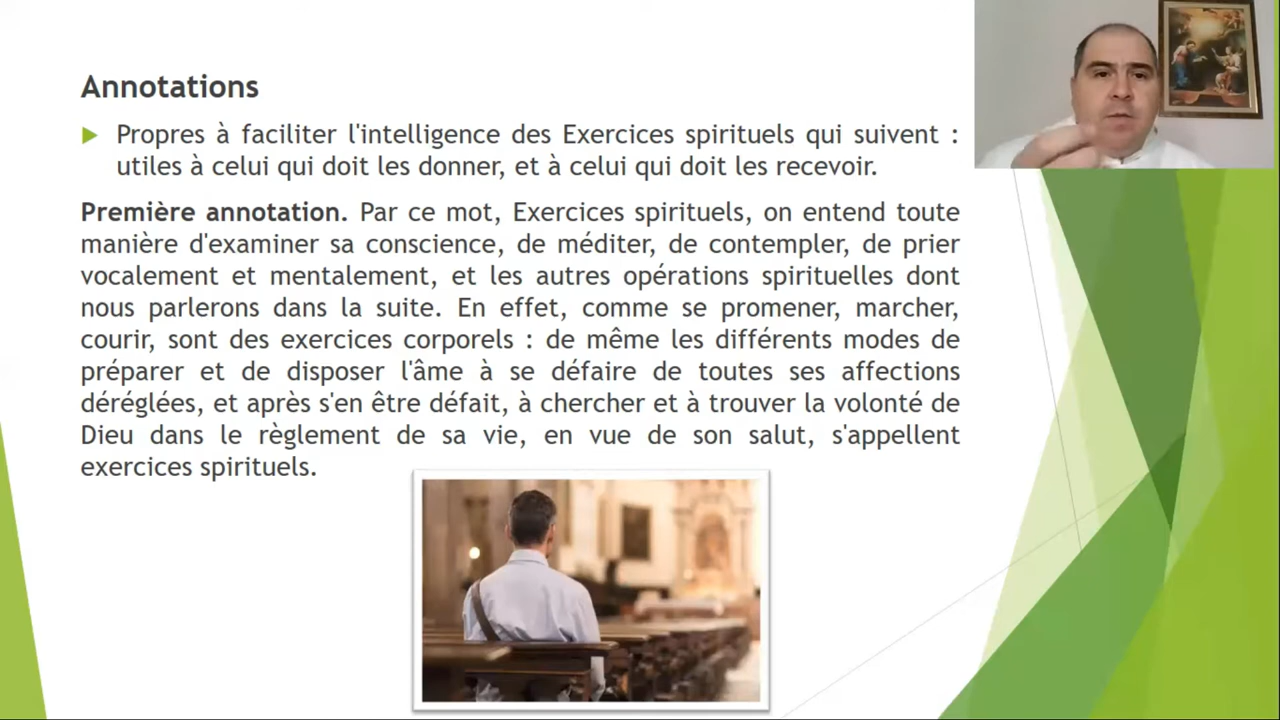 Annotations
Propres à faciliter l'intelligence des Exercices spirituels qui suivent :
utiles à celui qui doit les donner, et à celui qui doit les recevoir.
Première annotation. Par ce mot, Exercices spirituels, on entend toute
manière d'examiner sa conscience, de méditer, de contempler, de prier
vocalement et mentalement, et les autres opérations spirituelles dont
nous parlerons dans la suite. En effet, comme se promener, marcher,
courir, sont des exercices corporels : de même les différents modes de
préparer et de disposer l'âme à se défaire de toutes ses affections
déréglées, et après s'en être défait, à chercher et à trouver la volonté de
Dieu dans le règlement de sa vie, en vue de son salut, s'appellent
exercices spirituels.